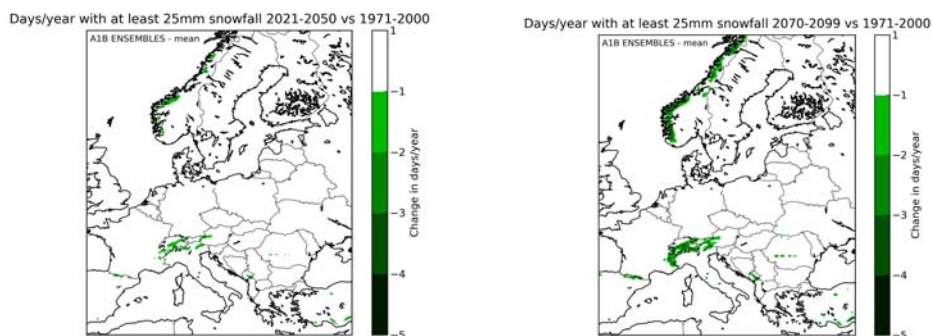 Days/year with at least 25mm snowfall 2021-2050 vs 1971-2000
A1B ENSEMBLES - mean
1
−1
−2
−3
−4
−5
Change in days/year
Days/year with at least 25mm snowfall 2070-2099 vs 1971-2000
A1B ENSEMBLES - mean
1
−1
−2
−3
−4
−5
Change in days/year